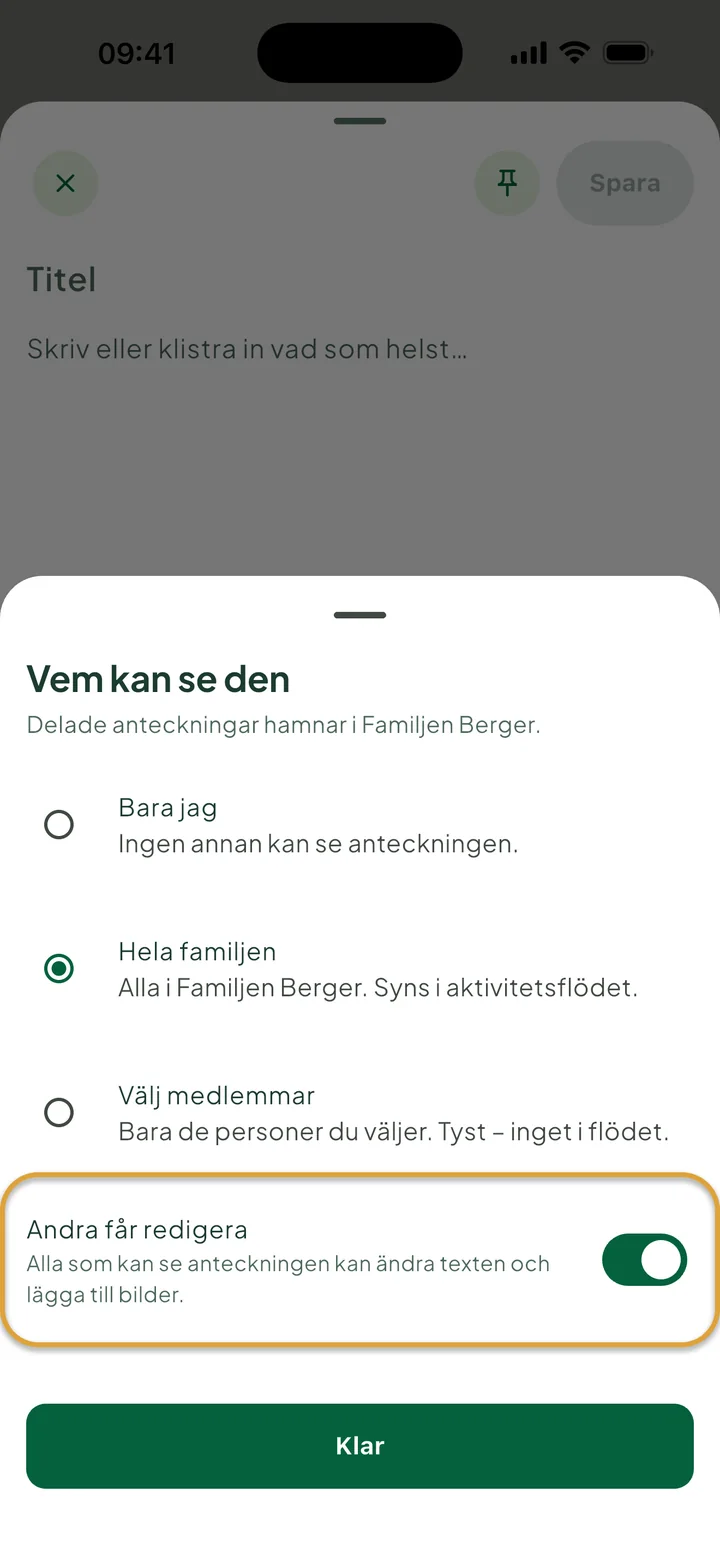 09:41
Spara
Titel
Skriv eller klistra in vad som helst…
Vem kan se den
Delade anteckningar hamnar i Familjen Berger.
Bara jag
Ingen annan kan se anteckningen.
Hela familjen
Alla i Familjen Berger. Syns i aktivitetsflödet.
Välj medlemmar
Bara de personer du väljer. Tyst – inget i flödet.
Andra får redigera
Alla som kan se anteckningen kan ändra texten och
lägga till bilder.
Klar